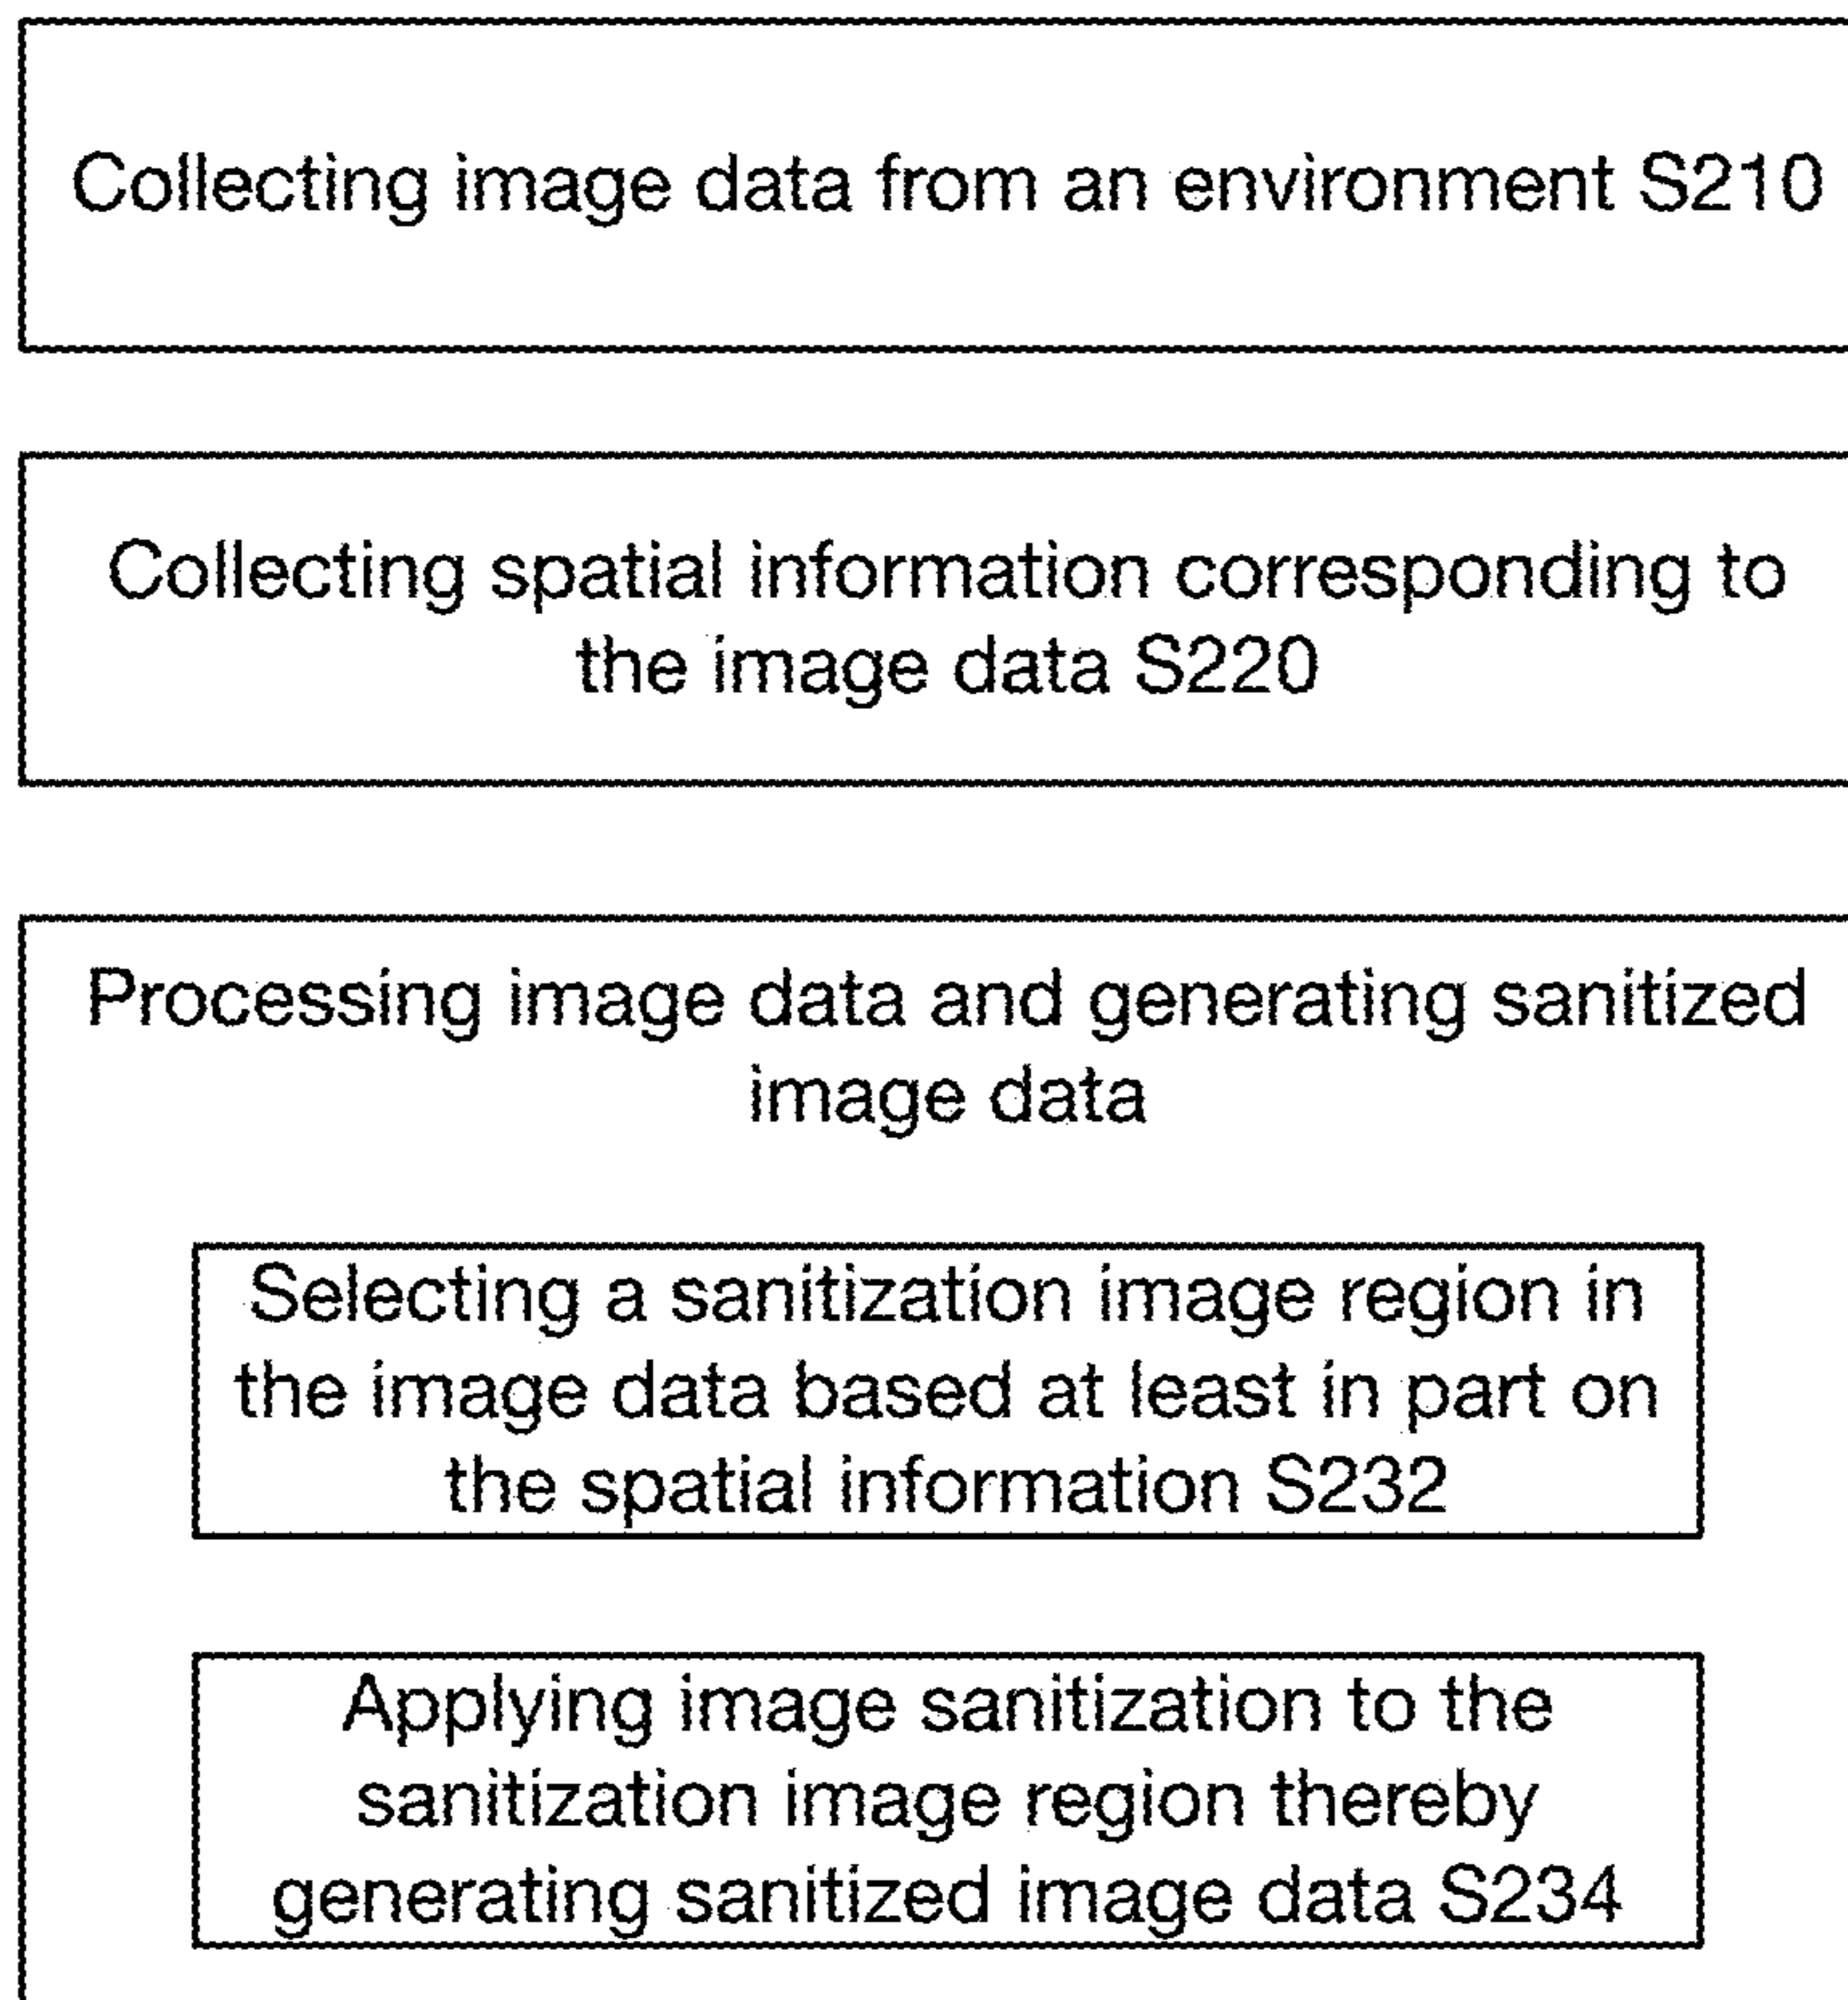 Collecting image data from an environment S210
Collecting spatial information corresponding to
the image data S220
Processing image data and generating sanitized
image data
Selecting a sanitization image region in
the image data based at least in part on
the spatial information S232
Applying image sanitization to the
sanitization image region thereby
generating sanitized image data S234